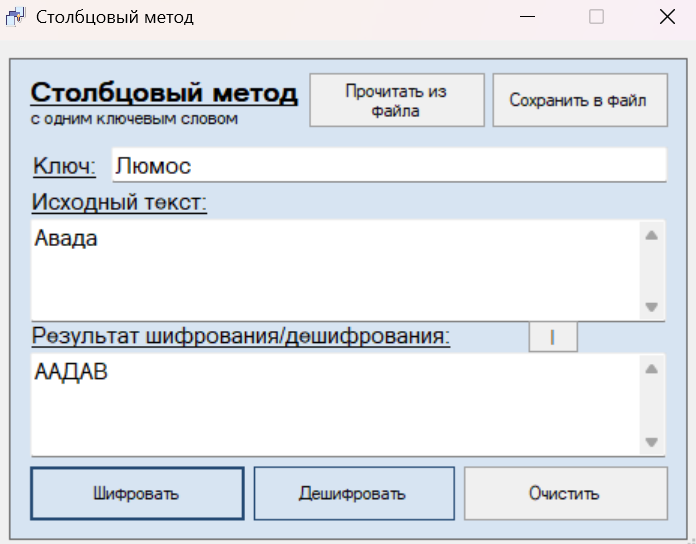 Столбцовый метод
Столбцовый метод
с одним ключевым словом
Прочитать из
файла
Сохранить в файл
Ключ:
Люмос
Исходный текст:
Авада
Результат шифрования/дешифрования:
ААДАВ
Шифровать
Дешифровать
Очистить